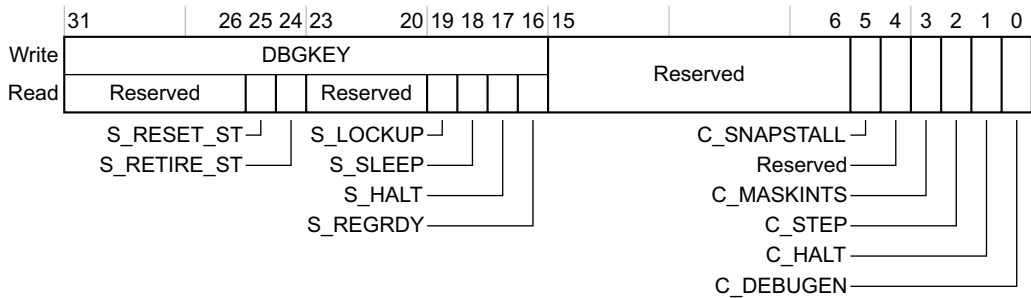 31 26 25 24 23 20 19 18 17 16 15 6 5 4 3 2 1 0
Write DBGKEY Reserved
Read Reserved Reserved
S_RESET_ST S_LOCKUP C_SNAPSTALL
S_RETIRE_ST S_SLEEP Reserved
S_HALT C_MASKINTS
S_REGRDY C_STEP
C_HALT
C_DEBUGEN